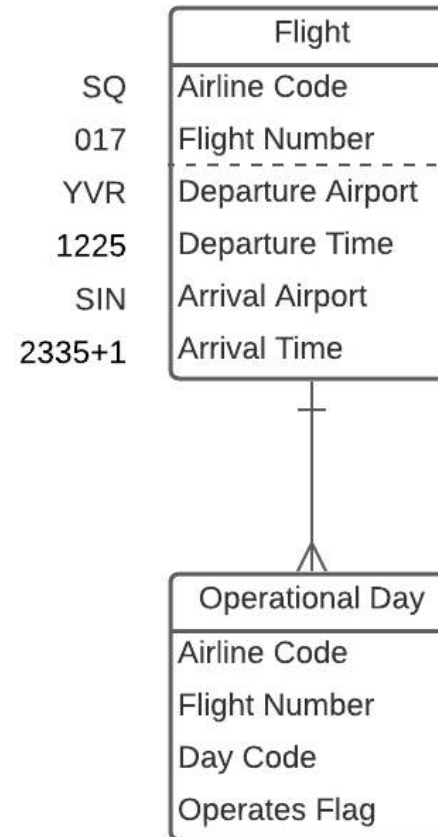 Flight
SQ Airline Code
017 Flight Number
YVR Departure Airport
1225 Departure Time
SIN Arrival Airport
2335+1 Arrival Time
Operational Day
Airline Code
Flight Number
Day Code
Operates Flag